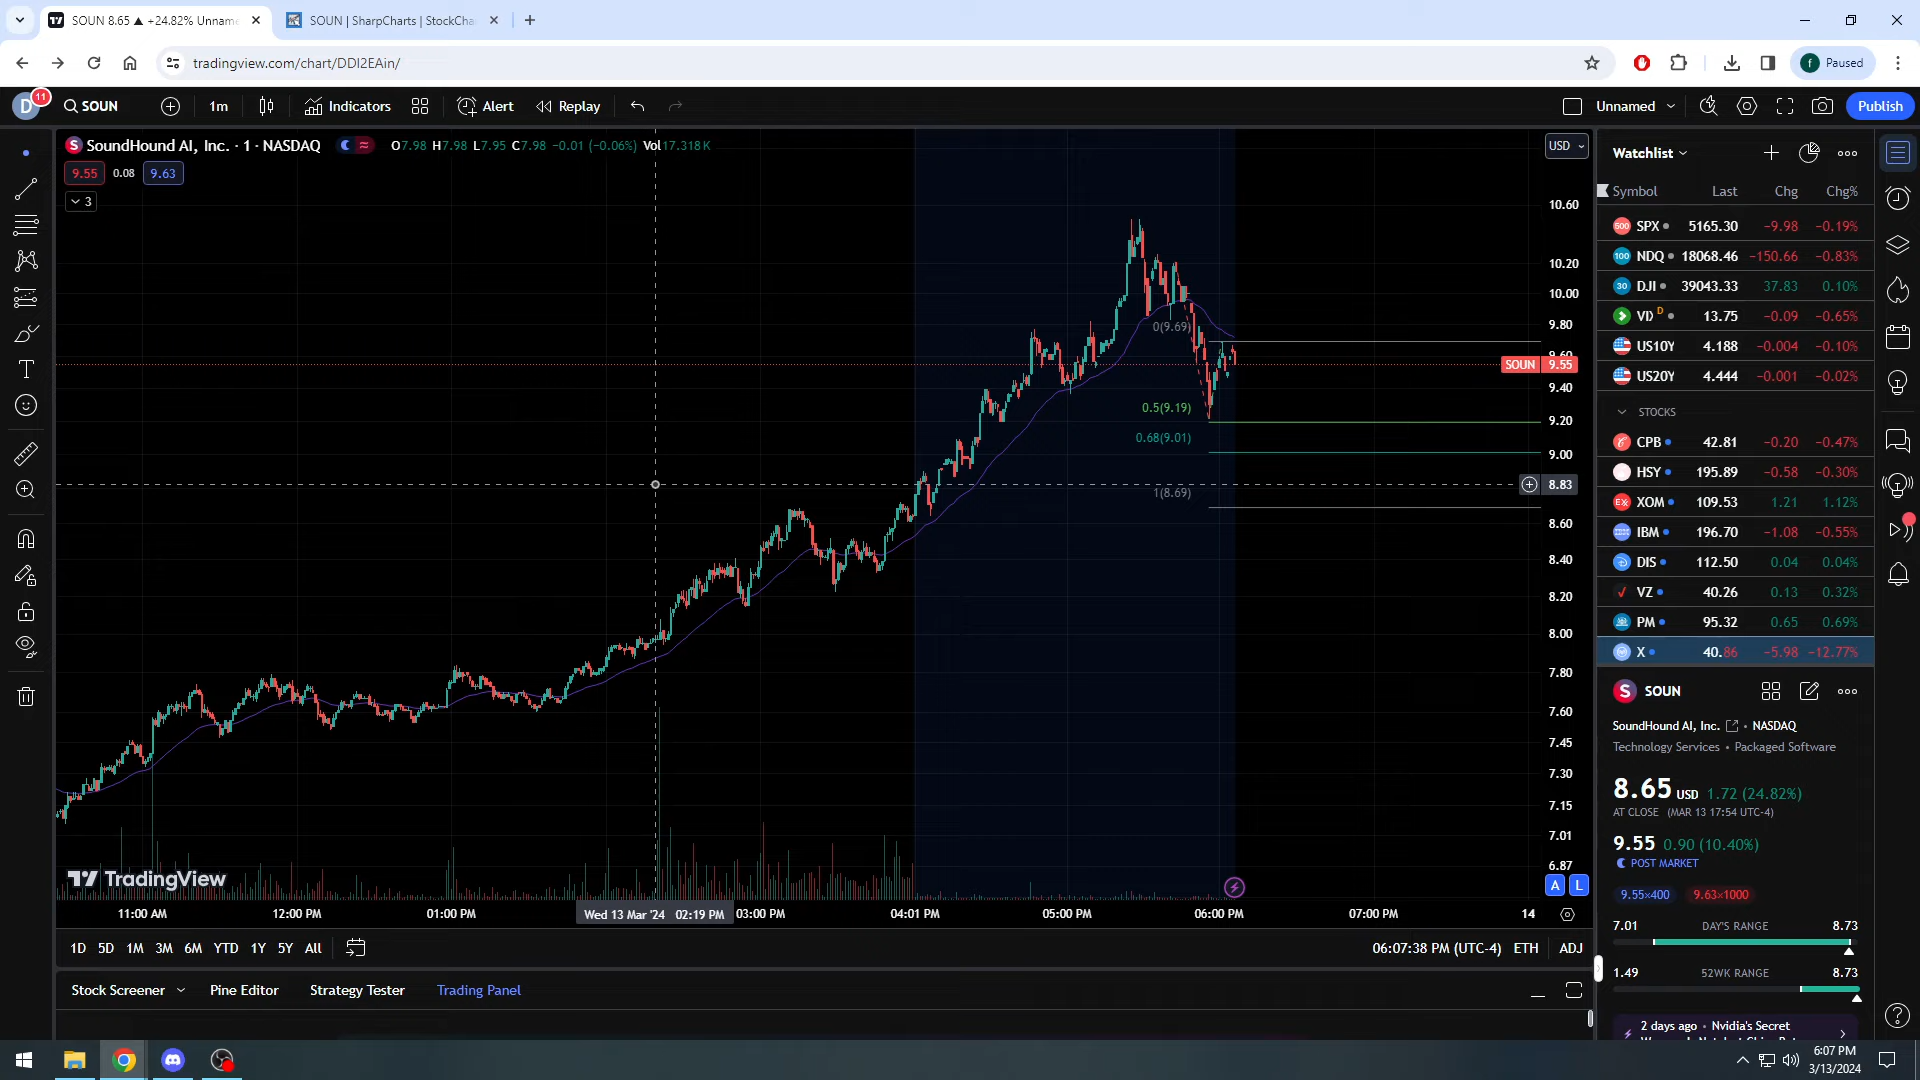 SOUN 8.65 ▲ +24.82% Unnam
SOUN | SharpCharts | StockCha
tradingview.com/chart/DDI2EAin/
Paused
D 11 SOUN 1m Indicators Alert Replay Unnamed Publish
SoundHound AI, Inc. · 1 · NASDAQ O7.98 H7.98 L7.95 C7.98 −0.01 (−0.06%) Vol17.318K
9.55 0.08 9.63
3
USD
10.60
10.20
10.00
9.80
9.60
SOUN 9.55
9.40
9.20
9.00
8.83
8.60
8.40
8.20
8.00
7.80
7.60
7.45
7.30
7.15
7.01
6.87
0(9.69)
0.5(9.19)
0.68(9.01)
1(8.69)
TradingView
A L
11:00 AM 12:00 PM 01:00 PM Wed 13 Mar '24 02:19 PM 03:00 PM 04:01 PM 05:00 PM 06:00 PM 07:00 PM 14
1D 5D 1M 3M 6M YTD 1Y 5Y All 06:07:38 PM (UTC-4) ETH ADJ
Stock Screener Pine Editor Strategy Tester Trading Panel
Watchlist
Symbol Last Chg Chg%
500 SPX 5165.30 −9.98 −0.19%
100 NDQ 18068.46 −150.66 −0.83%
30 DJI 39043.33 37.83 0.10%
VIX D 13.75 −0.09 −0.65%
US10Y 4.188 −0.004 −0.10%
US20Y 4.444 −0.001 −0.02%
STOCKS
CPB 42.81 −0.20 −0.47%
HSY 195.89 −0.58 −0.30%
XOM 109.53 1.21 1.12%
IBM 196.70 −1.08 −0.55%
DIS 112.50 0.04 0.04%
VZ 40.26 0.13 0.32%
PM 95.32 0.65 0.69%
X 40.86 −5.98 −12.77%
S SOUN
SoundHound AI, Inc. • NASDAQ
Technology Services • Packaged Software
8.65 USD 1.72 (24.82%)
AT CLOSE (MAR 13 17:54 UTC-4)
9.55 0.90 (10.40%)
POST MARKET
9.55×400 9.63×1000
7.01 DAY'S RANGE 8.73
1.49 52WK RANGE 8.73
2 days ago • Nvidia's Secret
6:07 PM
3/13/2024